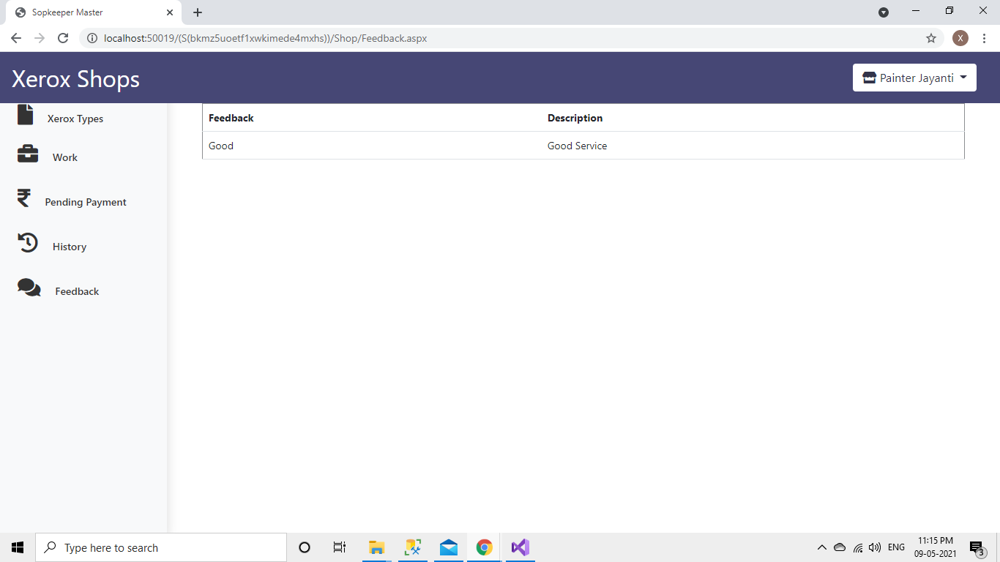 Sopkeeper Master
localhost:50019/(S(bkmz5uoetf1xwkimede4mxhs))/Shop/Feedback.aspx
X
Xerox Shops
Painter Jayanti
Xerox Types
Work
₹ Pending Payment
History
Feedback
Feedback Description
Good Good Service
Type here to search
ENG
11:15 PM
09-05-2021
3